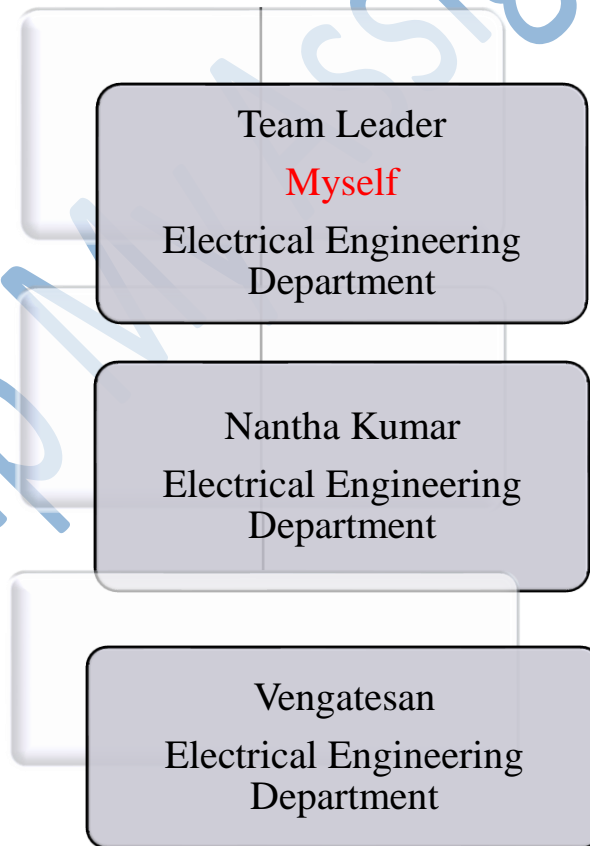 Team Leader
Myself
Electrical Engineering
Department
Nantha Kumar
Electrical Engineering
Department
Vengatesan
Electrical Engineering
Department